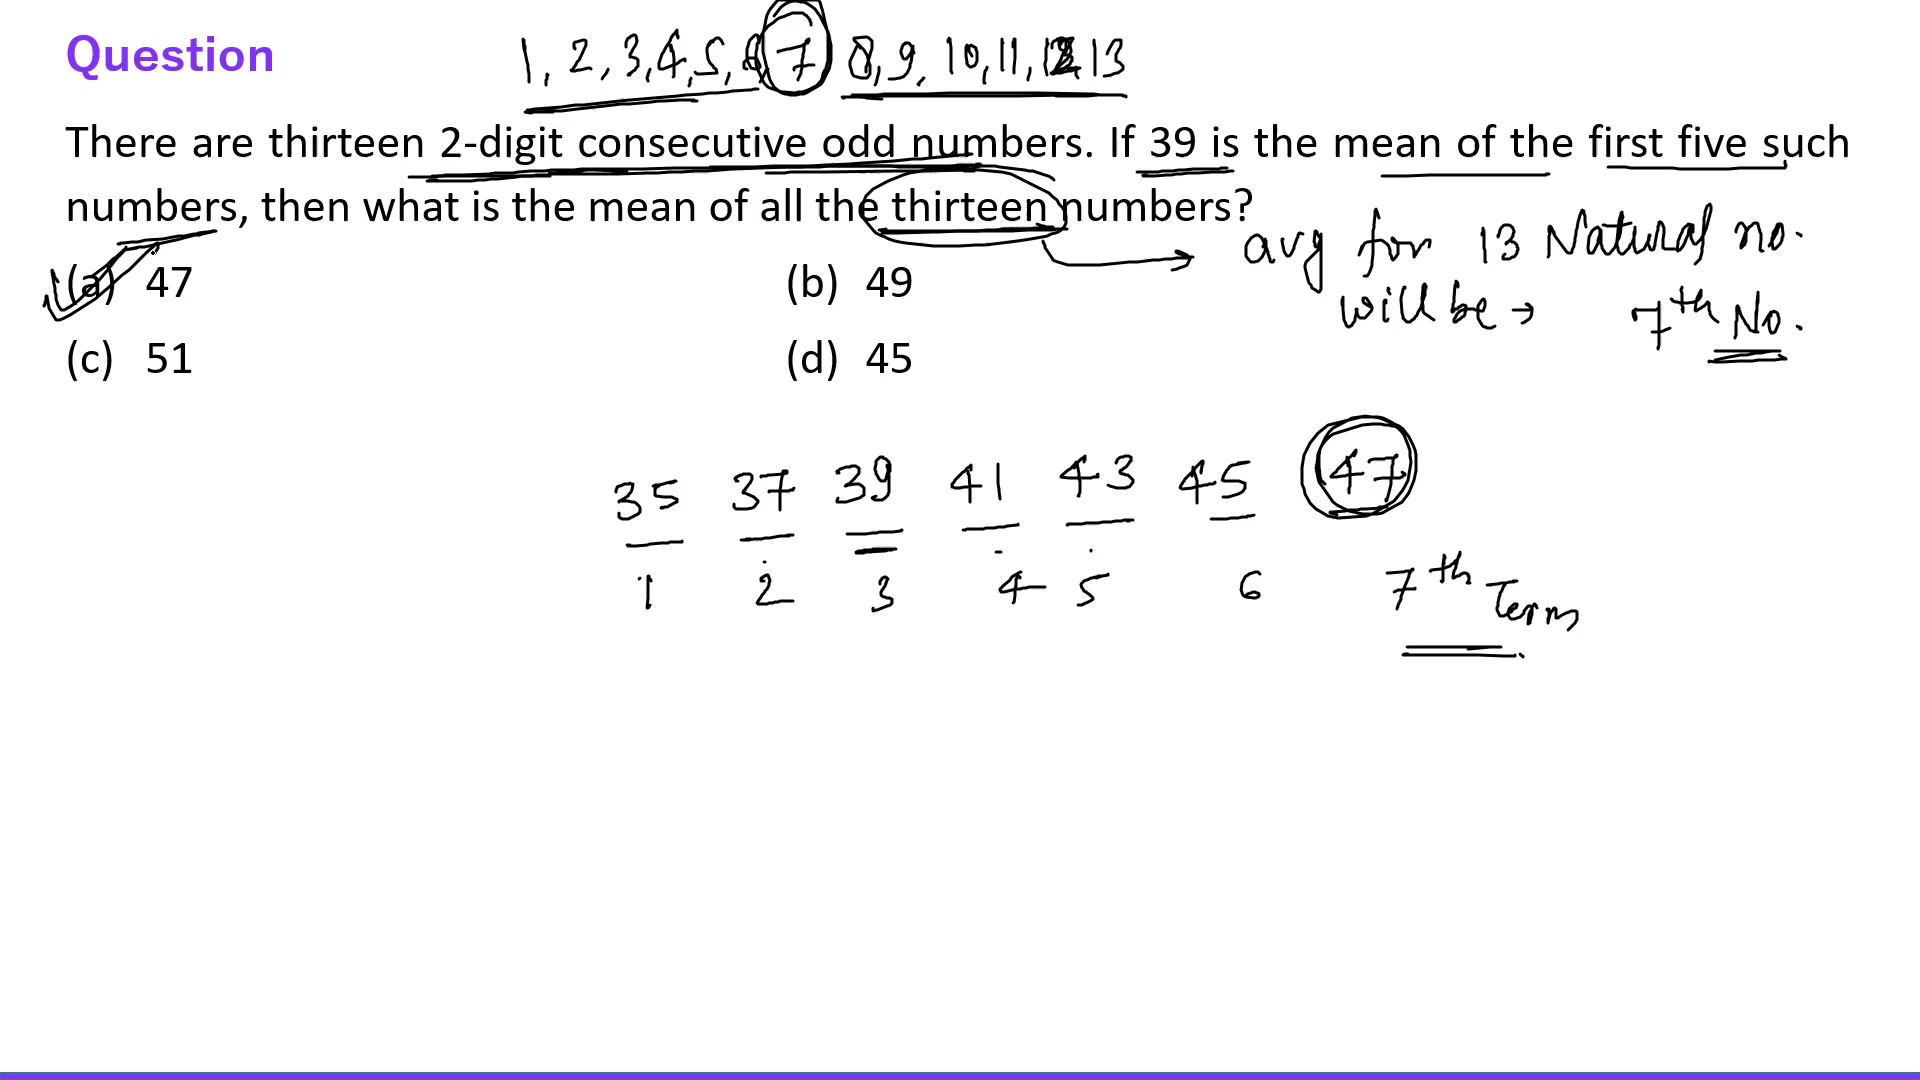 Question
1, 2, 3, 4, 5, 6, 7 8, 9, 10, 11, 12, 13
There are thirteen 2-digit consecutive odd numbers. If 39 is the mean of the first five such
numbers, then what is the mean of all the thirteen numbers?
avg for 13 Natural no.
(a) 47 (b) 49
will be → 7th No.
(c) 51 (d) 45
35 37 39 41 43 45 47
1 2 3 4 5 6 7th Term